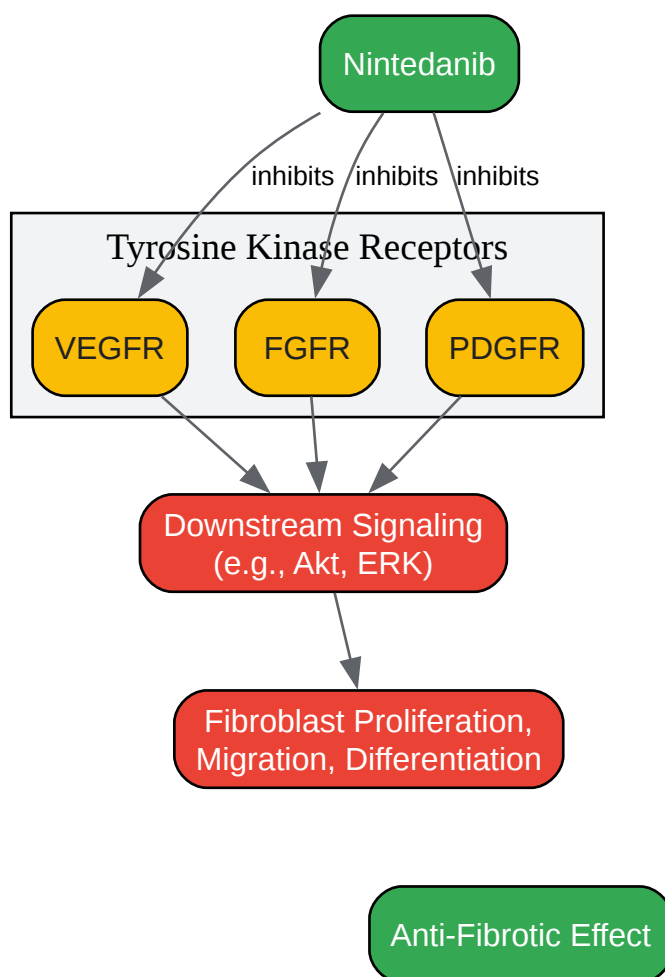 Nintedanib
inhibits inhibits inhibits
Tyrosine Kinase Receptors
VEGFR FGFR PDGFR
Downstream Signaling
(e.g., Akt, ERK)
Fibroblast Proliferation,
Migration, Differentiation
Anti-Fibrotic Effect